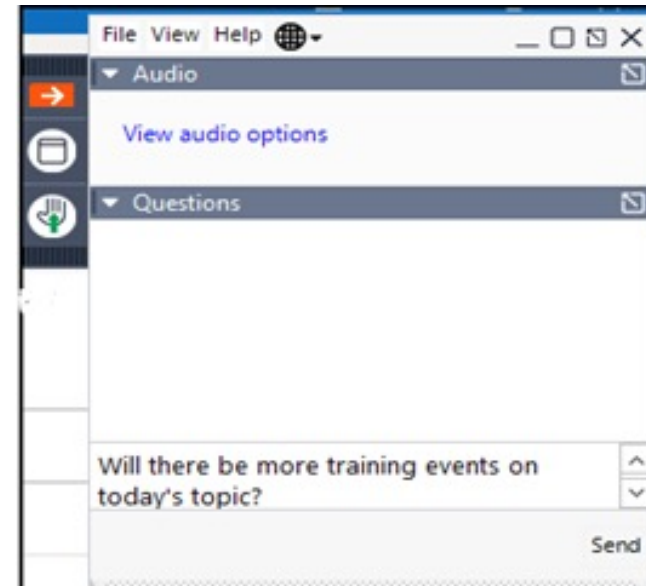 File View Help
Audio
View audio options
Questions
Will there be more training events on
today's topic?
Send